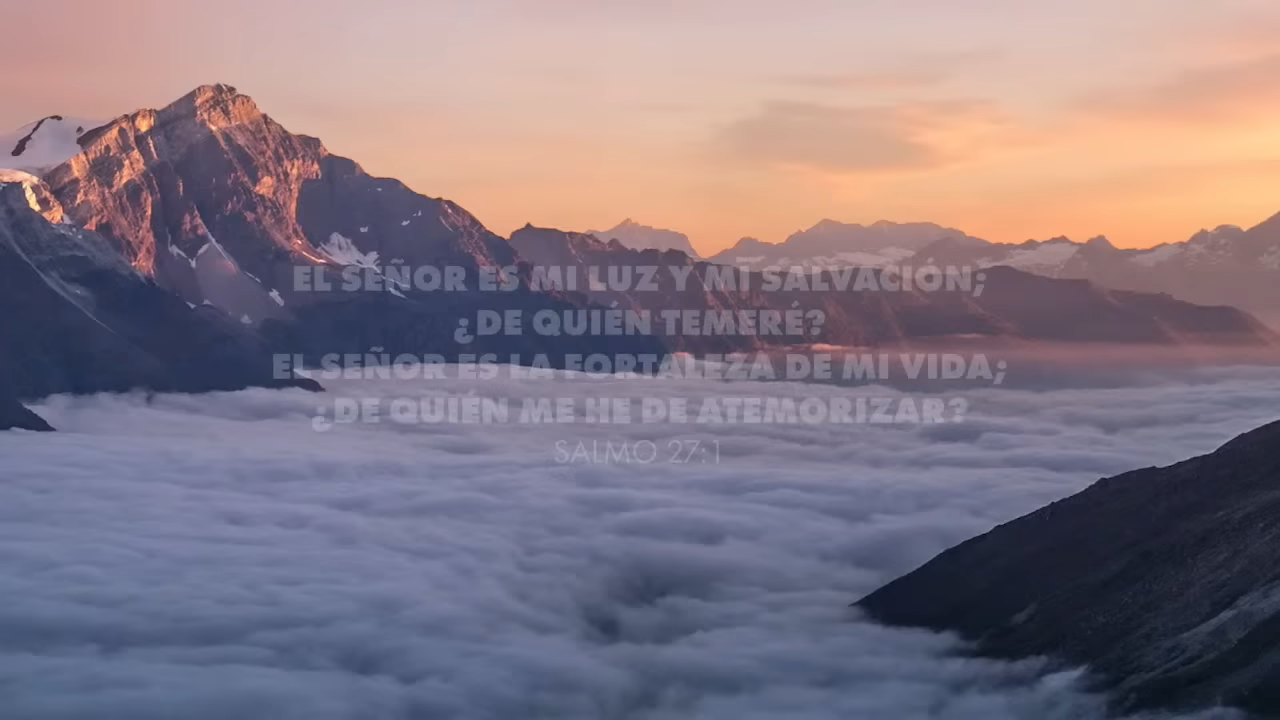 EL SEÑOR ES MI LUZ Y MI SALVACIÓN;
¿DE QUIÉN TEMERÉ?
EL SEÑOR ES LA FORTALEZA DE MI VIDA;
¿DE QUIÉN ME HE DE ATEMORIZAR?
SALMO 27:1